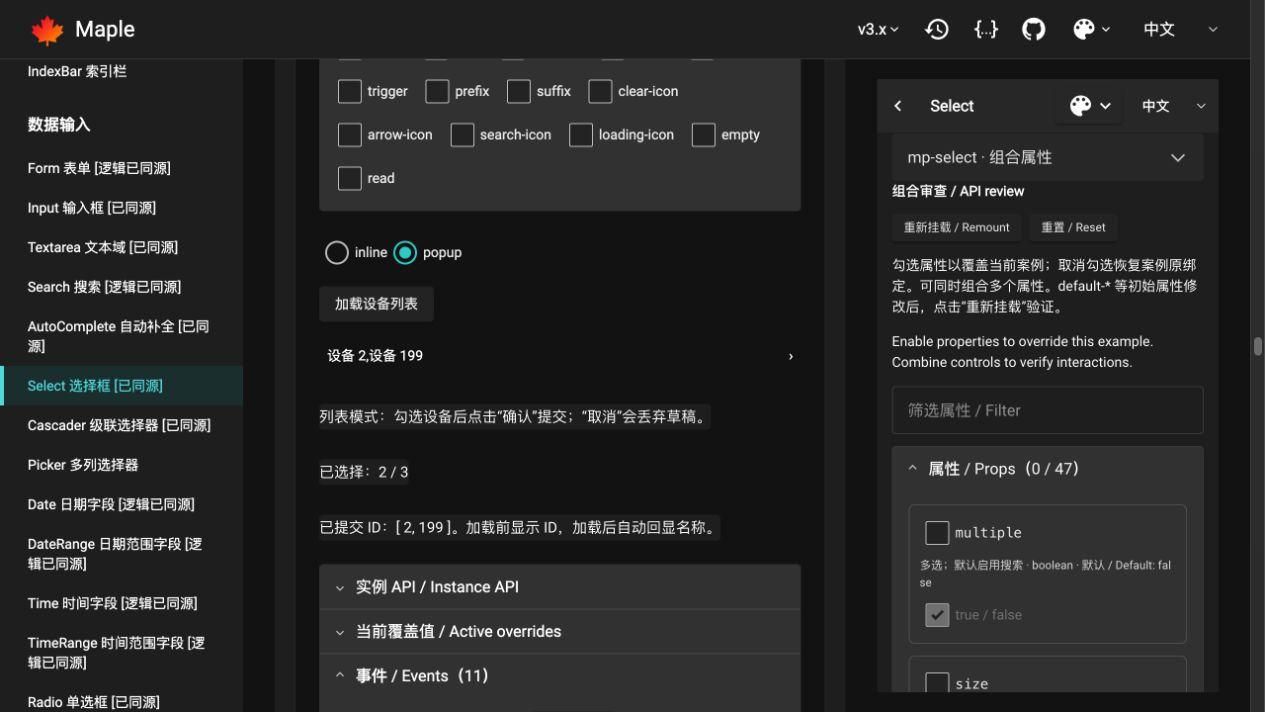 Maple
v3.x
中文
IndexBar 索引栏
数据输入
Form 表单 [逻辑已同源]
Input 输入框 [已同源]
Textarea 文本域 [已同源]
Search 搜索 [逻辑已同源]
AutoComplete 自动补全 [已同
源]
Select 选择框 [已同源]
Cascader 级联选择器 [已同源]
Picker 多列选择器
Date 日期字段 [逻辑已同源]
DateRange 日期范围字段 [逻
辑已同源]
Time 时间字段 [逻辑已同源]
TimeRange 时间范围字段 [逻
辑已同源]
Radio 单选框 [已同源]
trigger prefix suffix clear-icon
arrow-icon search-icon loading-icon empty
read
inline popup
加载设备列表
设备 2,设备 199
列表模式：勾选设备后点击“确认”提交；“取消”会丢弃草稿。
已选择：2 / 3
已提交 ID：[ 2, 199 ]。加载前显示 ID，加载后自动回显名称。
实例 API / Instance API
当前覆盖值 / Active overrides
事件 / Events（11）
Select
中文
mp-select · 组合属性
组合审查 / API review
重新挂载 / Remount 重置 / Reset
勾选属性以覆盖当前案例；取消勾选恢复案例原绑
定。可同时组合多个属性。default-* 等初始属性修
改后，点击“重新挂载”验证。
Enable properties to override this example.
Combine controls to verify interactions.
筛选属性 / Filter
属性 / Props（0 / 47）
multiple
多选；默认启用搜索 · boolean · 默认 / Default: fal
se
true / false
size